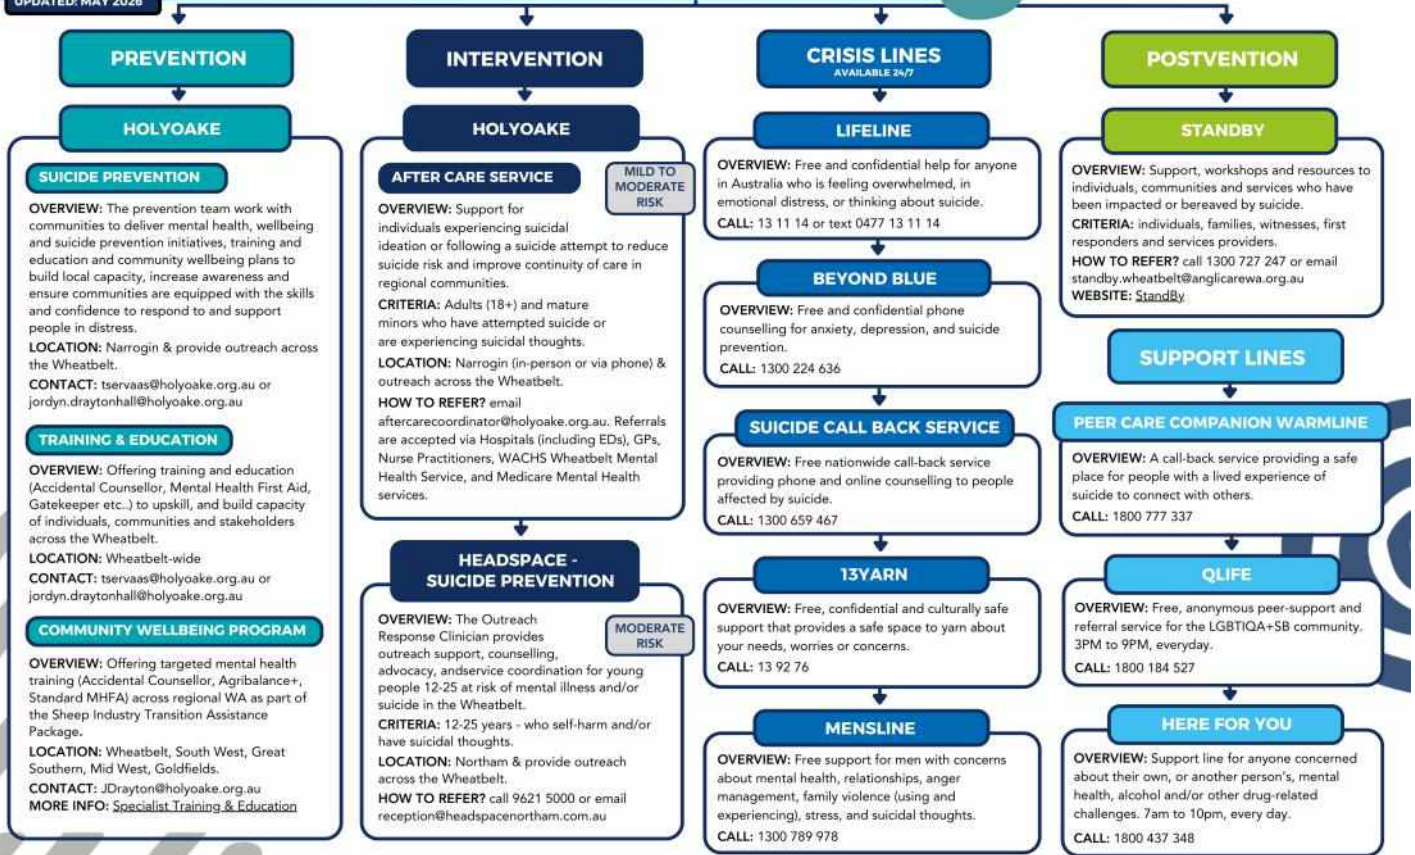 UPDATED: MAY 2026
PREVENTION
HOLYOAKE
SUICIDE PREVENTION
OVERVIEW: The prevention team work with
communities to deliver mental health, wellbeing
and suicide prevention initiatives, training and
education and community wellbeing plans to
build local capacity, increase awareness and
ensure communities are equipped with the skills
and confidence to respond to and support
people in distress.
LOCATION: Narrogin & provide outreach across
the Wheatbelt.
CONTACT: tservaas@holyoake.org.au or
jordyn.draytonhall@holyoake.org.au
TRAINING & EDUCATION
OVERVIEW: Offering training and education
(Accidental Counsellor, Mental Health First Aid,
Gatekeeper etc..) to upskill, and build capacity
of individuals, communities and stakeholders
across the Wheatbelt.
LOCATION: Wheatbelt-wide
CONTACT: tservaas@holyoake.org.au or
jordyn.draytonhall@holyoake.org.au
COMMUNITY WELLBEING PROGRAM
OVERVIEW: Offering targeted mental health
training (Accidental Counsellor, Agribalance+,
Standard MHFA) across regional WA as part of
the Sheep Industry Transition Assistance
Package.
LOCATION: Wheatbelt, South West, Great
Southern, Mid West, Goldfields.
CONTACT: JDrayton@holyoake.org.au
MORE INFO: Specialist Training & Education
INTERVENTION
HOLYOAKE
AFTER CARE SERVICE
MILD TO
MODERATE
RISK
OVERVIEW: Support for
individuals experiencing suicidal
ideation or following a suicide attempt to reduce
suicide risk and improve continuity of care in
regional communities.
CRITERIA: Adults (18+) and mature
minors who have attempted suicide or
are experiencing suicidal thoughts.
LOCATION: Narrogin (in-person or via phone) &
outreach across the Wheatbelt.
HOW TO REFER? email
aftercarecoordinator@holyoake.org.au. Referrals
are accepted via Hospitals (including EDs), GPs,
Nurse Practitioners, WACHS Wheatbelt Mental
Health Service, and Medicare Mental Health
services.
HEADSPACE -
SUICIDE PREVENTION
MODERATE
RISK
OVERVIEW: The Outreach
Response Clinician provides
outreach support, counselling,
advocacy, andservice coordination for young
people 12-25 at risk of mental illness and/or
suicide in the Wheatbelt.
CRITERIA: 12-25 years - who self-harm and/or
have suicidal thoughts.
LOCATION: Northam & provide outreach
across the Wheatbelt.
HOW TO REFER? call 9621 5000 or email
reception@headspacenortham.com.au
CRISIS LINES
AVAILABLE 24/7
LIFELINE
OVERVIEW: Free and confidential help for anyone
in Australia who is feeling overwhelmed, in
emotional distress, or thinking about suicide.
CALL: 13 11 14 or text 0477 13 11 14
BEYOND BLUE
OVERVIEW: Free and confidential phone
counselling for anxiety, depression, and suicide
prevention.
CALL: 1300 224 636
SUICIDE CALL BACK SERVICE
OVERVIEW: Free nationwide call-back service
providing phone and online counselling to people
affected by suicide.
CALL: 1300 659 467
13YARN
OVERVIEW: Free, confidential and culturally safe
support that provides a safe space to yarn about
your needs, worries or concerns.
CALL: 13 92 76
MENSLINE
OVERVIEW: Free support for men with concerns
about mental health, relationships, anger
management, family violence (using and
experiencing), stress, and suicidal thoughts.
CALL: 1300 789 978
POSTVENTION
STANDBY
OVERVIEW: Support, workshops and resources to
individuals, communities and services who have
been impacted or bereaved by suicide.
CRITERIA: individuals, families, witnesses, first
responders and services providers.
HOW TO REFER? call 1300 727 247 or email
standby.wheatbelt@anglicarewa.org.au
WEBSITE: StandBy
SUPPORT LINES
PEER CARE COMPANION WARMLINE
OVERVIEW: A call-back service providing a safe
place for people with a lived experience of
suicide to connect with others.
CALL: 1800 777 337
QLIFE
OVERVIEW: Free, anonymous peer-support and
referral service for the LGBTIQA+SB community.
3PM to 9PM, everyday.
CALL: 1800 184 527
HERE FOR YOU
OVERVIEW: Support line for anyone concerned
about their own, or another person's, mental
health, alcohol and/or other drug-related
challenges. 7am to 10pm, every day.
CALL: 1800 437 348